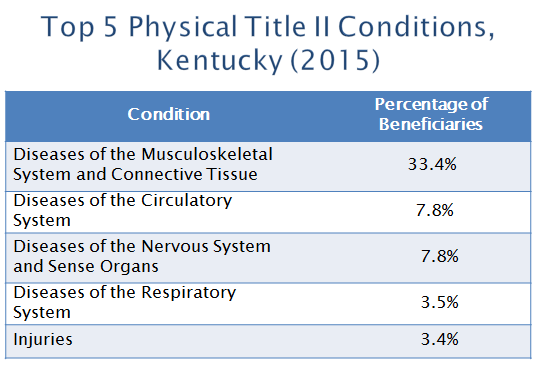 Top 5 Physical Title II Conditions,
Kentucky (2015)
Condition
Percentage of
Beneficiaries
Diseases of the Musculoskeletal
System and Connective Tissue
33.4%
Diseases of the Circulatory
System
7.8%
Diseases of the Nervous System
and Sense Organs
7.8%
Diseases of the Respiratory
System
3.5%
Injuries
3.4%